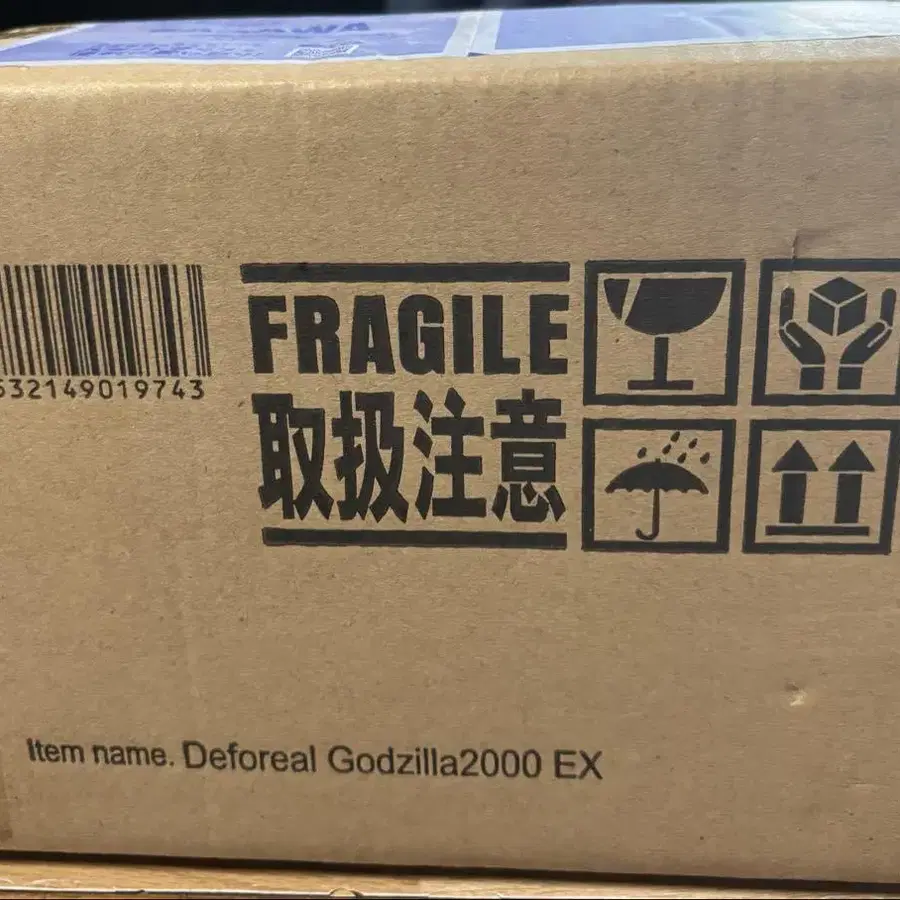 FRAGILE
取扱注意
532149019743
Item name. Deforeal Godzilla2000 EX